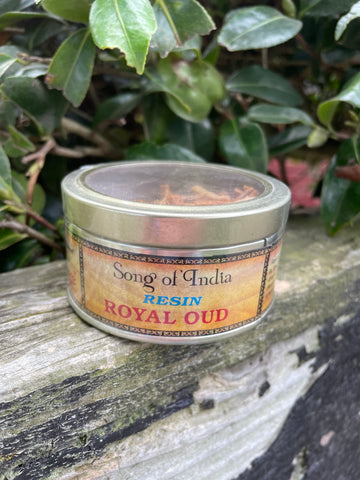 Song of India
RESIN
ROYAL OUD